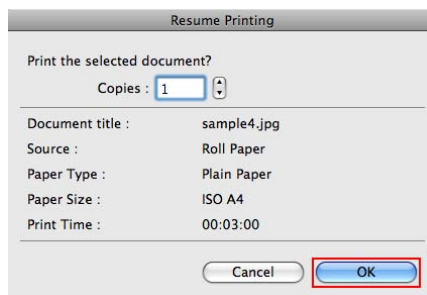 Resume Printing
Print the selected document?
Copies : 1
Document title : sample4.jpg
Source : Roll Paper
Paper Type : Plain Paper
Paper Size : ISO A4
Print Time : 00:03:00
Cancel OK